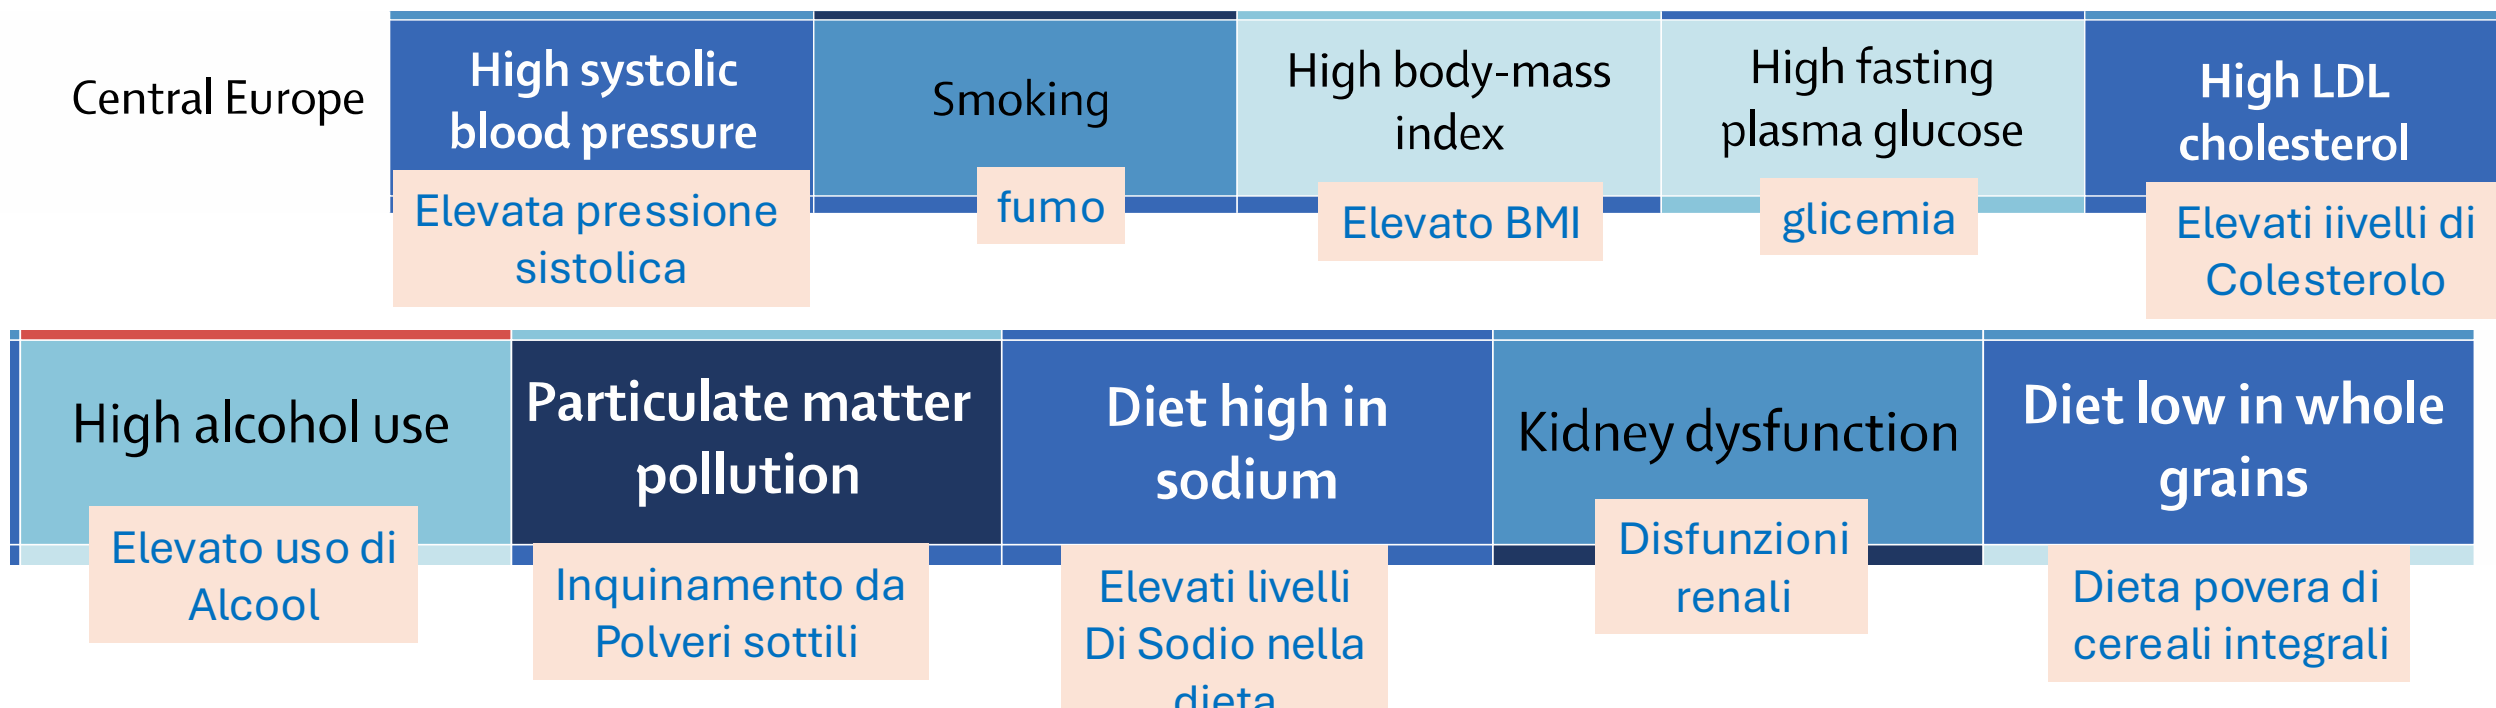 Central Europe
High systolic
blood pressure
Elevata pressione
sistolica
Smoking
fumo
High body-mass
index
Elevato BMI
High fasting
plasma glucose
glicemia
High LDL
cholesterol
Elevati iivelli di
Colesterolo
High alcohol use
Elevato uso di
Alcool
Particulate matter
pollution
Inquinamento da
Polveri sottili
Diet high in
sodium
Elevati livelli
Di Sodio nella
dieta
Kidney dysfunction
Disfunzioni
renali
Diet low in whole
grains
Dieta povera di
cereali integrali